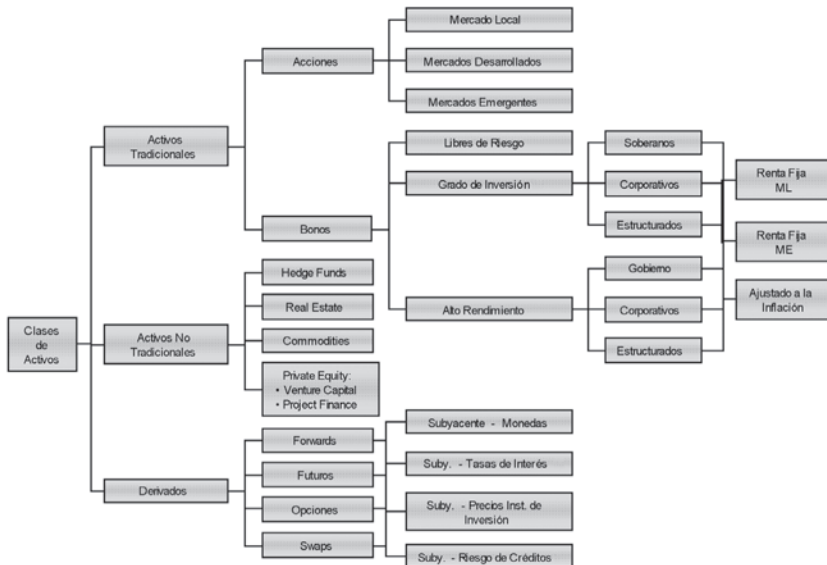 Clases
de
Activos
Activos
Tradicionales
Acciones
Mercado Local
Mercados Desarrollados
Mercados Emergentes
Bonos
Libres de Riesgo
Grado de Inversión
Soberanos
Corporativos
Estructurados
Alto Rendimiento
Gobierno
Corporativos
Estructurados
Renta Fija
ML
Renta Fija
ME
Ajustado a la
Inflación
Activos No
Tradicionales
Hedge Funds
Real Estate
Commodities
Private Equity:
• Venture Capital
• Project Finance
Derivados
Forwards
Futuros
Opciones
Swaps
Subyacente - Monedas
Suby. - Tasas de Interés
Suby. - Precios Inst. de
Inversión
Suby. - Riesgo de Créditos